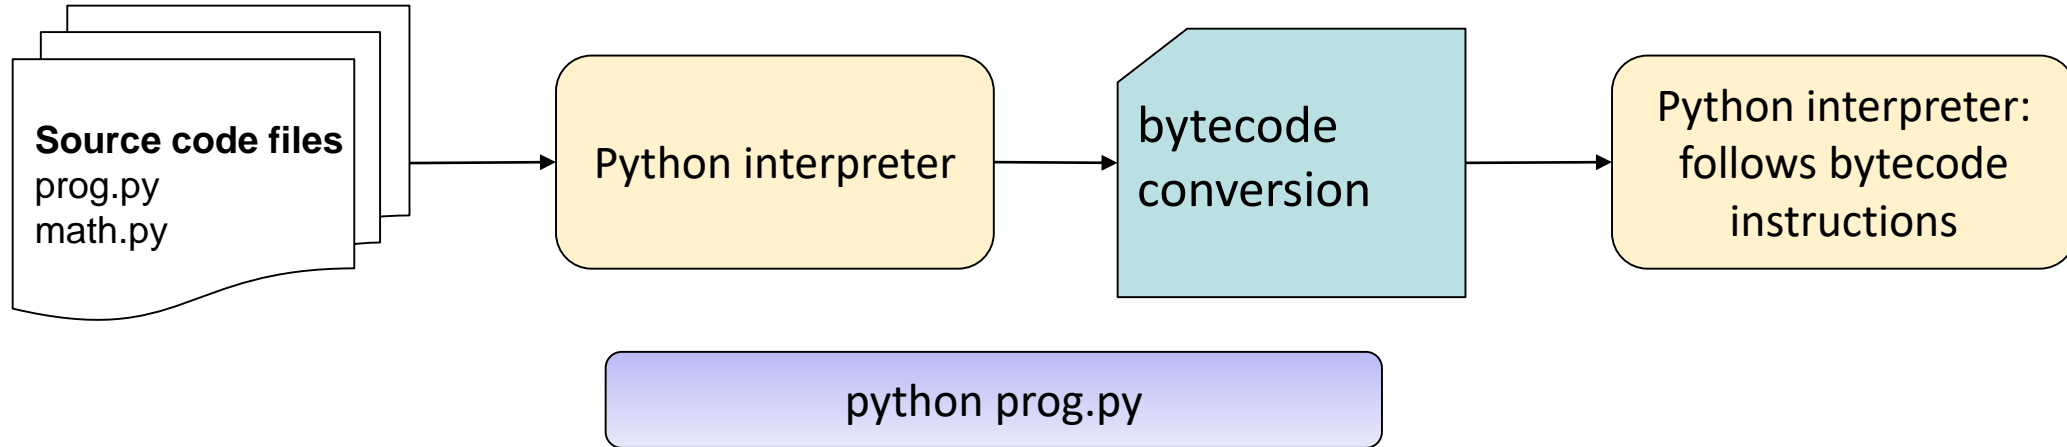 Source code files
prog.py
math.py
Python interpreter
bytecode
conversion
Python interpreter:
follows bytecode
instructions
python prog.py